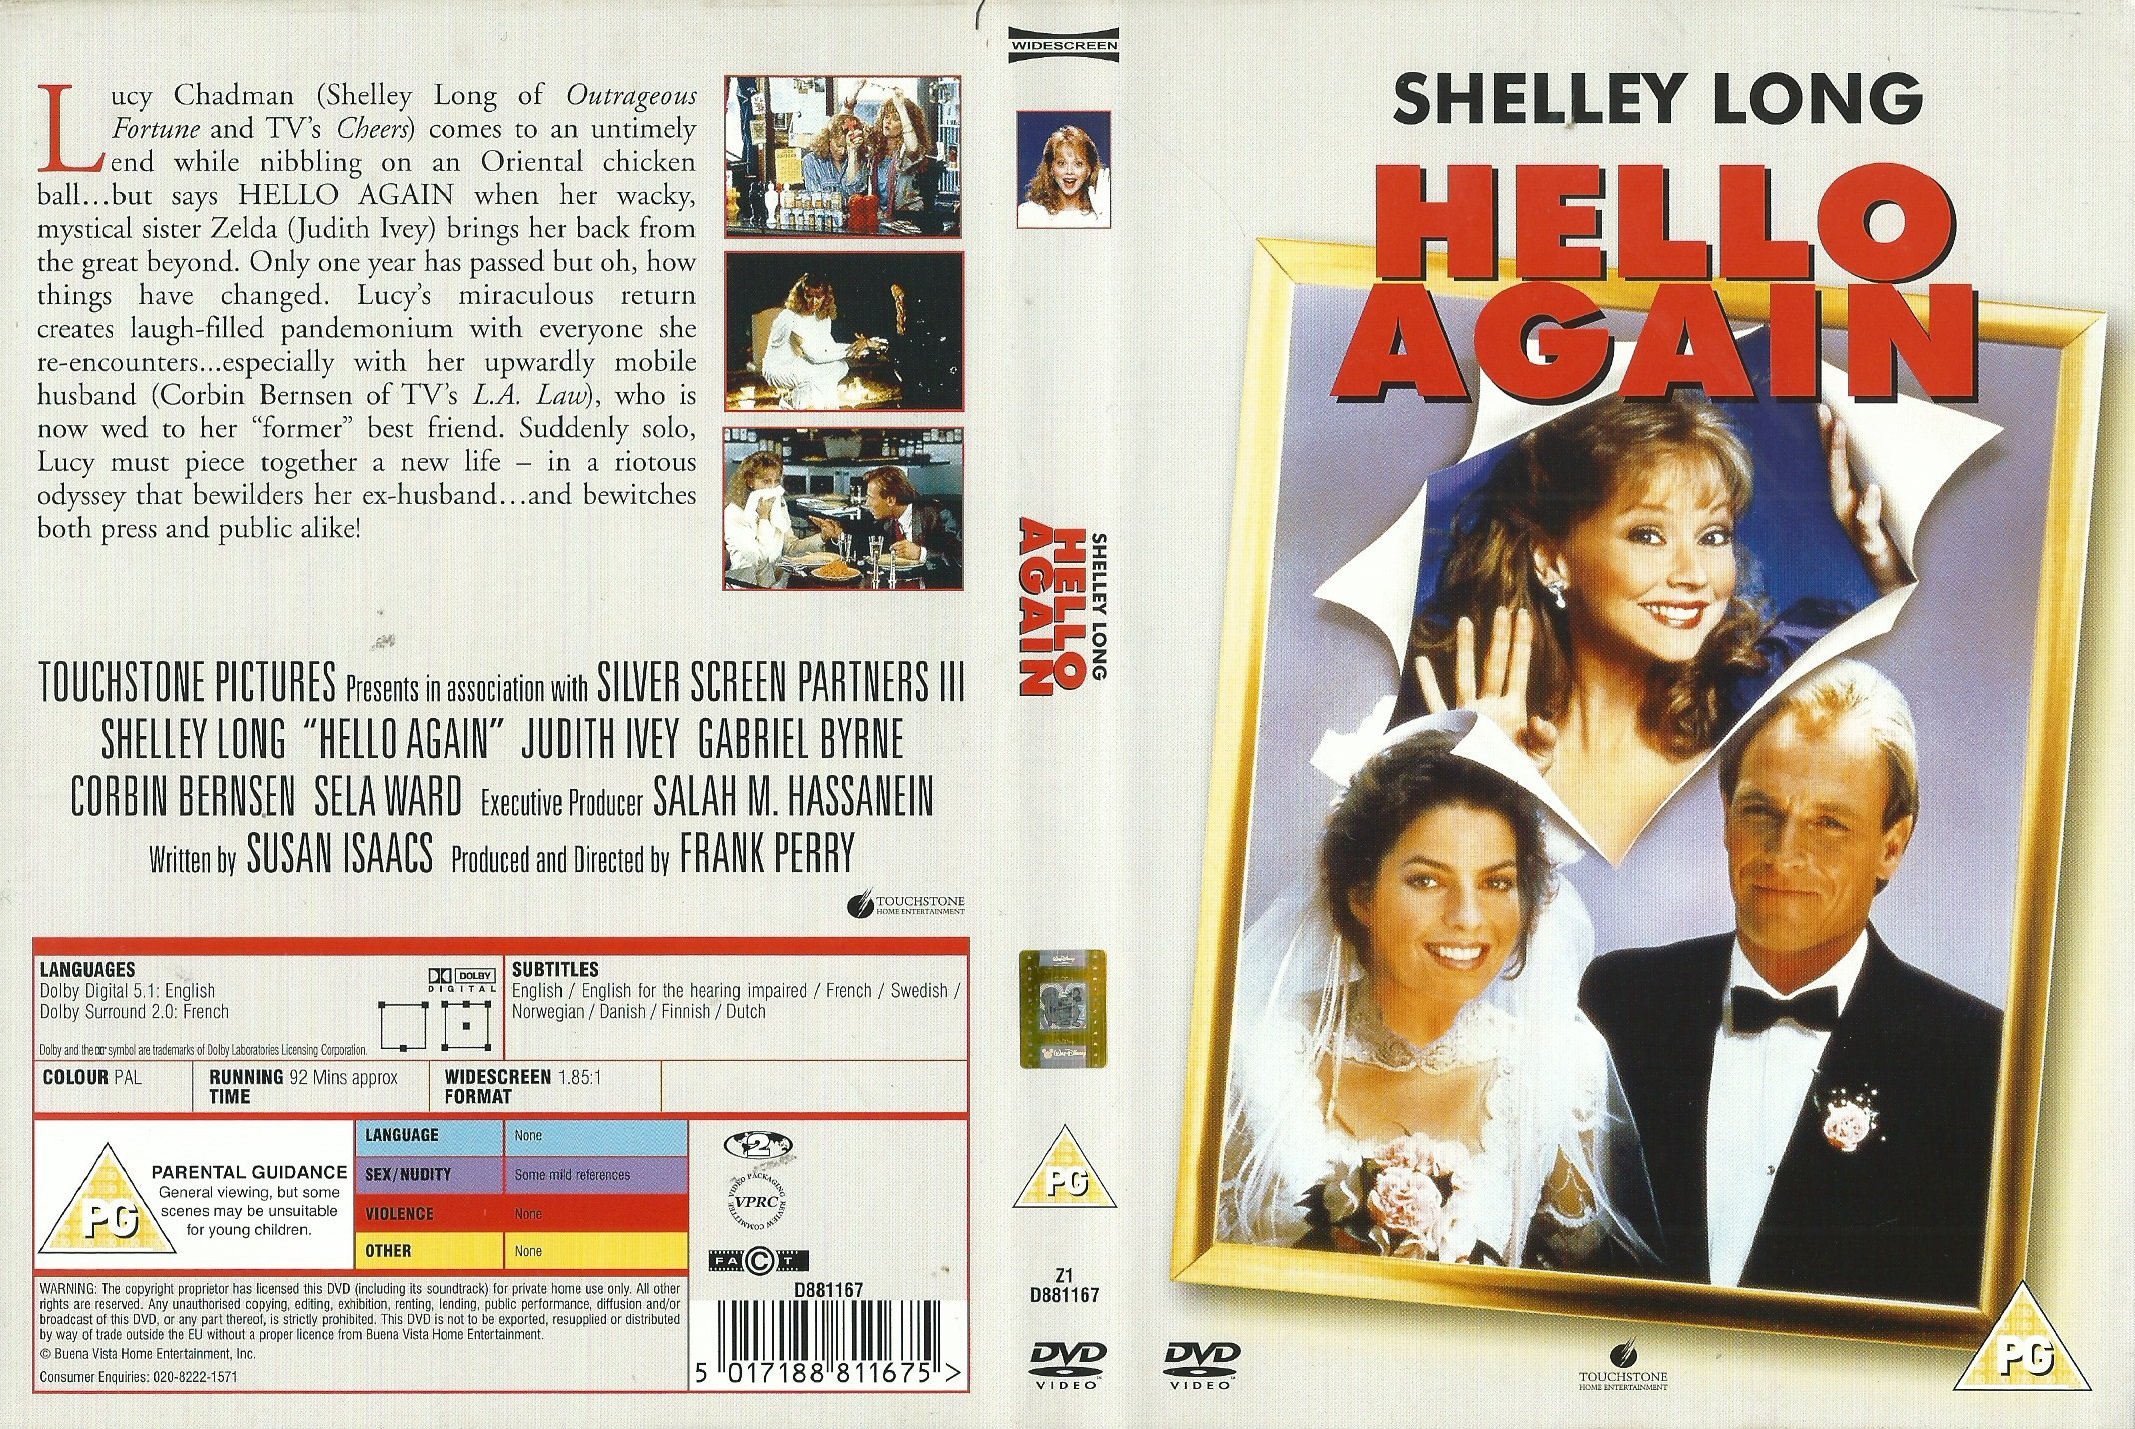 Lucy Chadman (Shelley Long of Outrageous
Fortune and TV's Cheers) comes to an untimely
end while nibbling on an Oriental chicken
ball...but says HELLO AGAIN when her wacky,
mystical sister Zelda (Judith Ivey) brings her back from
the great beyond. Only one year has passed but oh, how
things have changed. Lucy's miraculous return
creates laugh-filled pandemonium with everyone she
re-encounters...especially with her upwardly mobile
husband (Corbin Bernsen of TV's L.A. Law), who is
now wed to her "former" best friend. Suddenly solo,
Lucy must piece together a new life – in a riotous
odyssey that bewilders her ex-husband...and bewitches
both press and public alike!
TOUCHSTONE PICTURES Presents in association with SILVER SCREEN PARTNERS III
SHELLEY LONG "HELLO AGAIN" JUDITH IVEY GABRIEL BYRNE
CORBIN BERNSEN SELA WARD Executive Producer SALAH M. HASSANEIN
Written by SUSAN ISAACS Produced and Directed by FRANK PERRY
TOUCHSTONE
HOME ENTERTAINMENT
LANGUAGES
Dolby Digital 5.1: English
Dolby Surround 2.0: French
DOLBY
DIGITAL
Dolby and the symbol are trademarks of Dolby Laboratories Licensing Corporation.
SUBTITLES
English / English for the hearing impaired / French / Swedish /
Norwegian / Danish / Finnish / Dutch
COLOUR PAL
RUNNING 92 Mins approx
TIME
WIDESCREEN 1.85:1
FORMAT
PG
PARENTAL GUIDANCE
General viewing, but some
scenes may be unsuitable
for young children.
LANGUAGE None
SEX/NUDITY Some mild references
VIOLENCE None
OTHER None
2
VIDEO PACKAGING REVIEW COMMITTEE
VPRC
FACT
D881167
5 017188 811675 >
WARNING: The copyright proprietor has licensed this DVD (including its soundtrack) for private home use only. All other
rights are reserved. Any unauthorised copying, editing, exhibition, renting, lending, public performance, diffusion and/or
broadcast of this DVD, or any part thereof, is strictly prohibited. This DVD is not to be exported, resupplied or distributed
by way of trade outside the EU without a proper licence from Buena Vista Home Entertainment.
© Buena Vista Home Entertainment, Inc.
Consumer Enquiries: 020-8222-1571
WIDESCREEN
SHELLEY LONG
HELLO
AGAIN
Walt Disney
PG
Z1
D881167
DVD
VIDEO
SHELLEY LONG
HELLO
AGAIN
DVD
VIDEO
TOUCHSTONE
HOME ENTERTAINMENT
PG